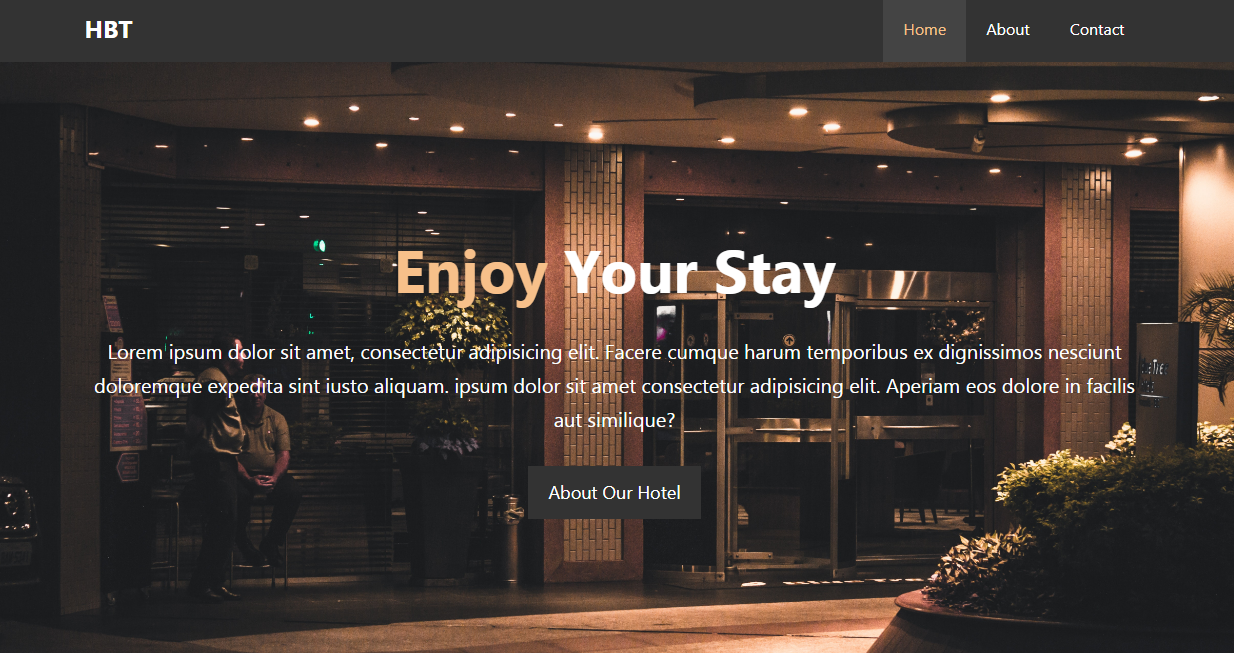 HBT
Home About Contact
Enjoy Your Stay
Lorem ipsum dolor sit amet, consectetur adipisicing elit. Facere cumque harum temporibus ex dignissimos nesciunt
doloremque expedita sint iusto aliquam. ipsum dolor sit amet consectetur adipisicing elit. Aperiam eos dolore in facilis
aut similique?
About Our Hotel